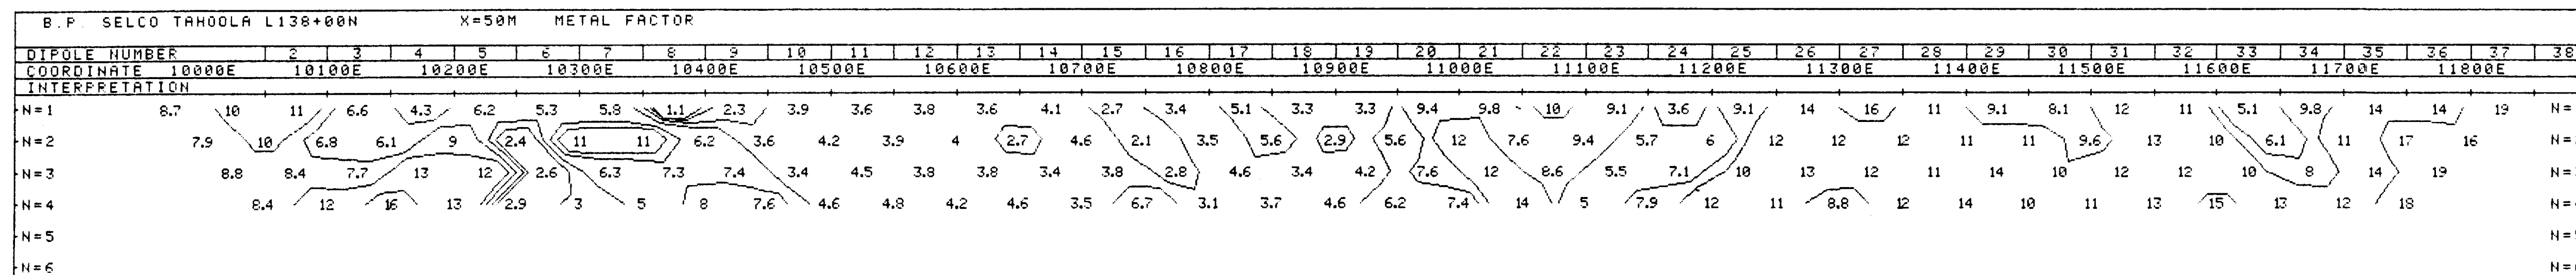 B.P. SELCO TAHOOLA L138+00N X=50M METAL FACTOR
DIPOLE NUMBER 2 3 4 5 6 7 8 9 10 11 12 13 14 15 16 17 18 19 20 21 22 23 24 25 26 27 28 29 30 31 32 33 34 35 36 37 38
COORDINATE 10000E 10100E 10200E 10300E 10400E 10500E 10600E 10700E 10800E 10900E 11000E 11100E 11200E 11300E 11400E 11500E 11600E 11700E 11800E
INTERPRETATION
N=1 8.7 10 11 6.6 4.3 6.2 5.3 5.8 1.1 2.3 3.9 3.6 3.8 3.6 4.1 2.7 3.4 5.1 3.3 3.3 9.4 9.8 10 9.1 3.6 9.1 14 16 11 9.1 8.1 12 11 5.1 9.8 14 14 19 N=
N=2 7.9 10 6.8 6.1 9 2.4 11 11 6.2 3.6 4.2 3.9 4 2.7 4.6 2.1 3.5 5.6 2.9 5.6 12 7.6 9.4 5.7 6 12 12 12 11 11 9.6 13 10 6.1 11 17 16 N=
N=3 8.8 8.4 7.7 13 12 2.6 6.3 7.3 7.4 3.4 4.5 3.8 3.8 3.4 3.8 2.8 4.6 3.4 4.2 7.6 12 8.6 5.5 7.1 10 13 12 11 14 10 12 12 10 8 14 19 N=
N=4 8.4 12 16 13 2.9 3 5 8 7.6 4.6 4.8 4.2 4.6 3.5 6.7 3.1 3.7 4.6 6.2 7.4 14 5 7.9 12 11 8.8 12 14 10 11 13 15 13 12 18 N=
N=5 N=
N=6 N=